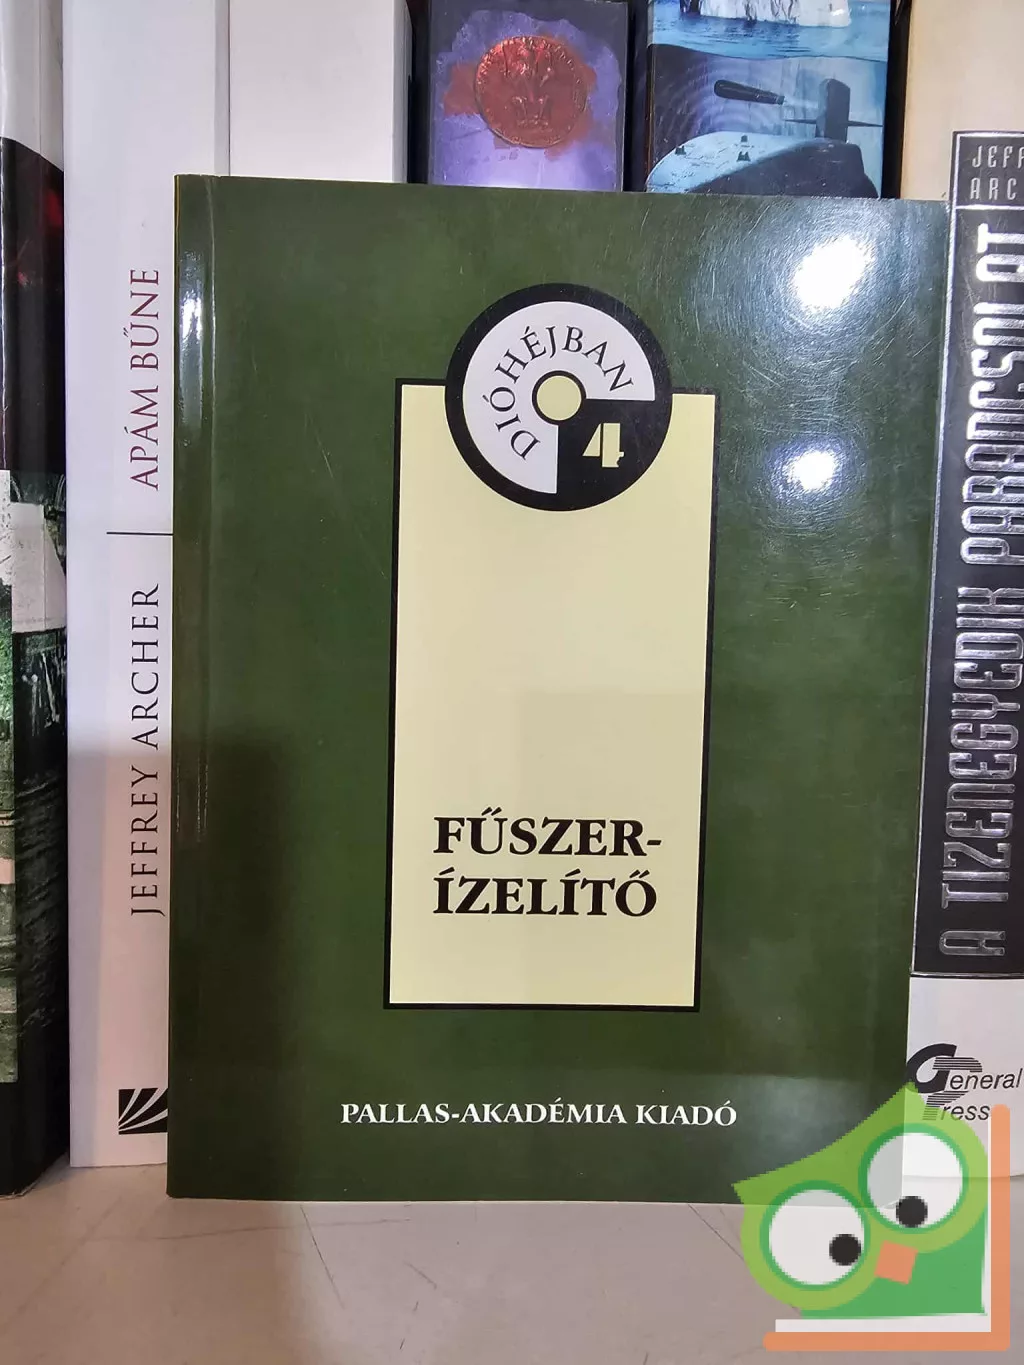 DIÓHÉJBAN
4
FŰSZER-
ÍZELÍTŐ
PALLAS-AKADÉMIA KIADÓ
JEFFREY ARCHER
APÁM BŰNE
JEFF
ARC
A TIZENEGYEDIK PARANCSOLAT
General
Press